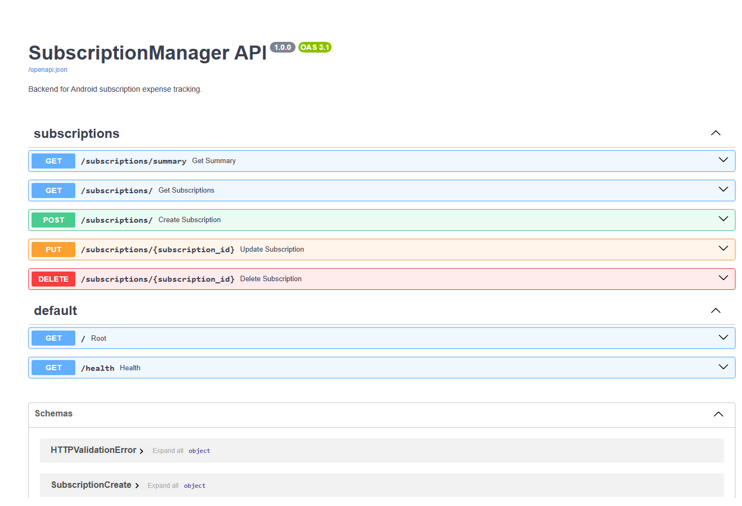 SubscriptionManager API 1.0.0 OAS 3.1
/openapi.json
Backend for Android subscription expense tracking.
subscriptions
GET /subscriptions/summary Get Summary
GET /subscriptions/ Get Subscriptions
POST /subscriptions/ Create Subscription
PUT /subscriptions/{subscription_id} Update Subscription
DELETE /subscriptions/{subscription_id} Delete Subscription
default
GET / Root
GET /health Health
Schemas
HTTPValidationError Expand all object
SubscriptionCreate Expand all object